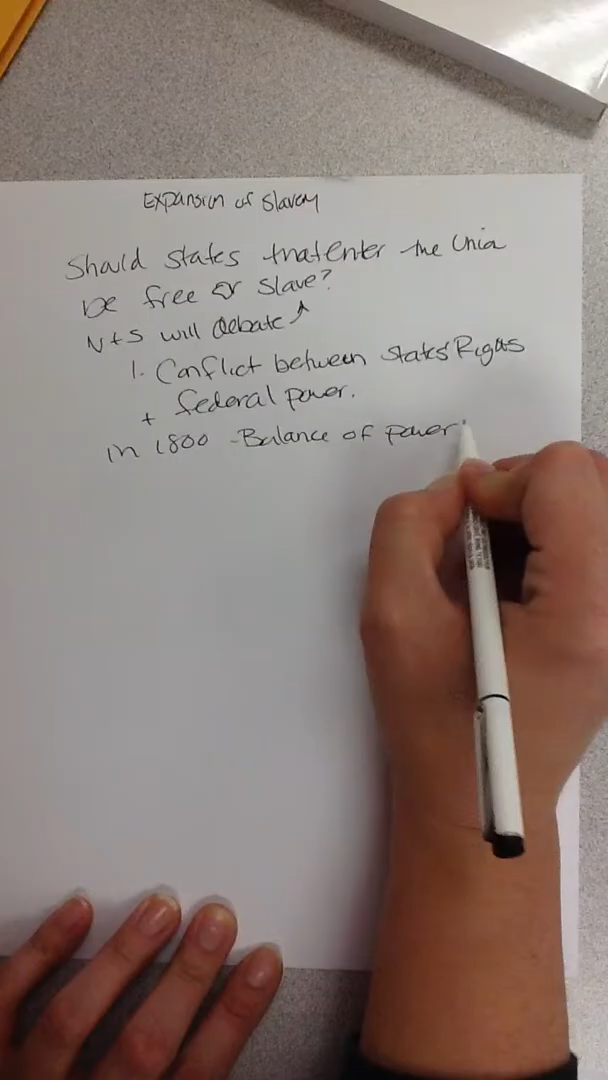 Expansion of Slavery
Should states that enter the Union
be free or slave?
N+S will debate ↑
1. Conflict between states' Rights
+ federal power.
in 1800 - Balance of power